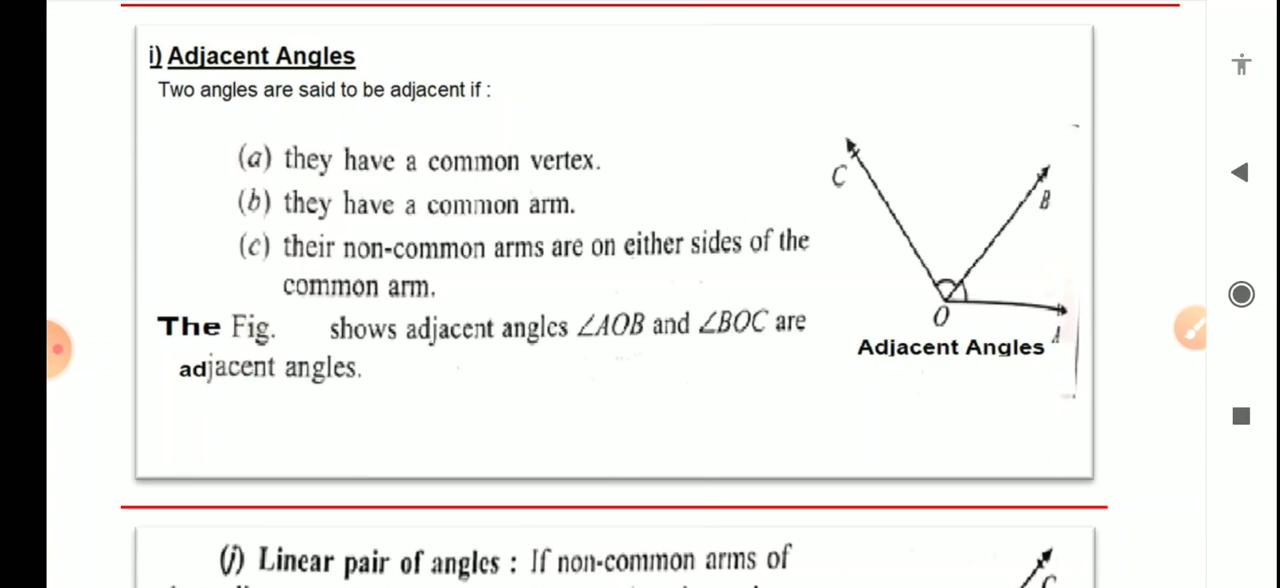 i) Adjacent Angles
Two angles are said to be adjacent if :
(a) they have a common vertex.
(b) they have a common arm.
(c) their non-common arms are on either sides of the
common arm.
The Fig. shows adjacent angles ∠AOB and ∠BOC are
adjacent angles.
C
B
O
A
Adjacent Angles
(j) Linear pair of angles : If non-common arms of
C